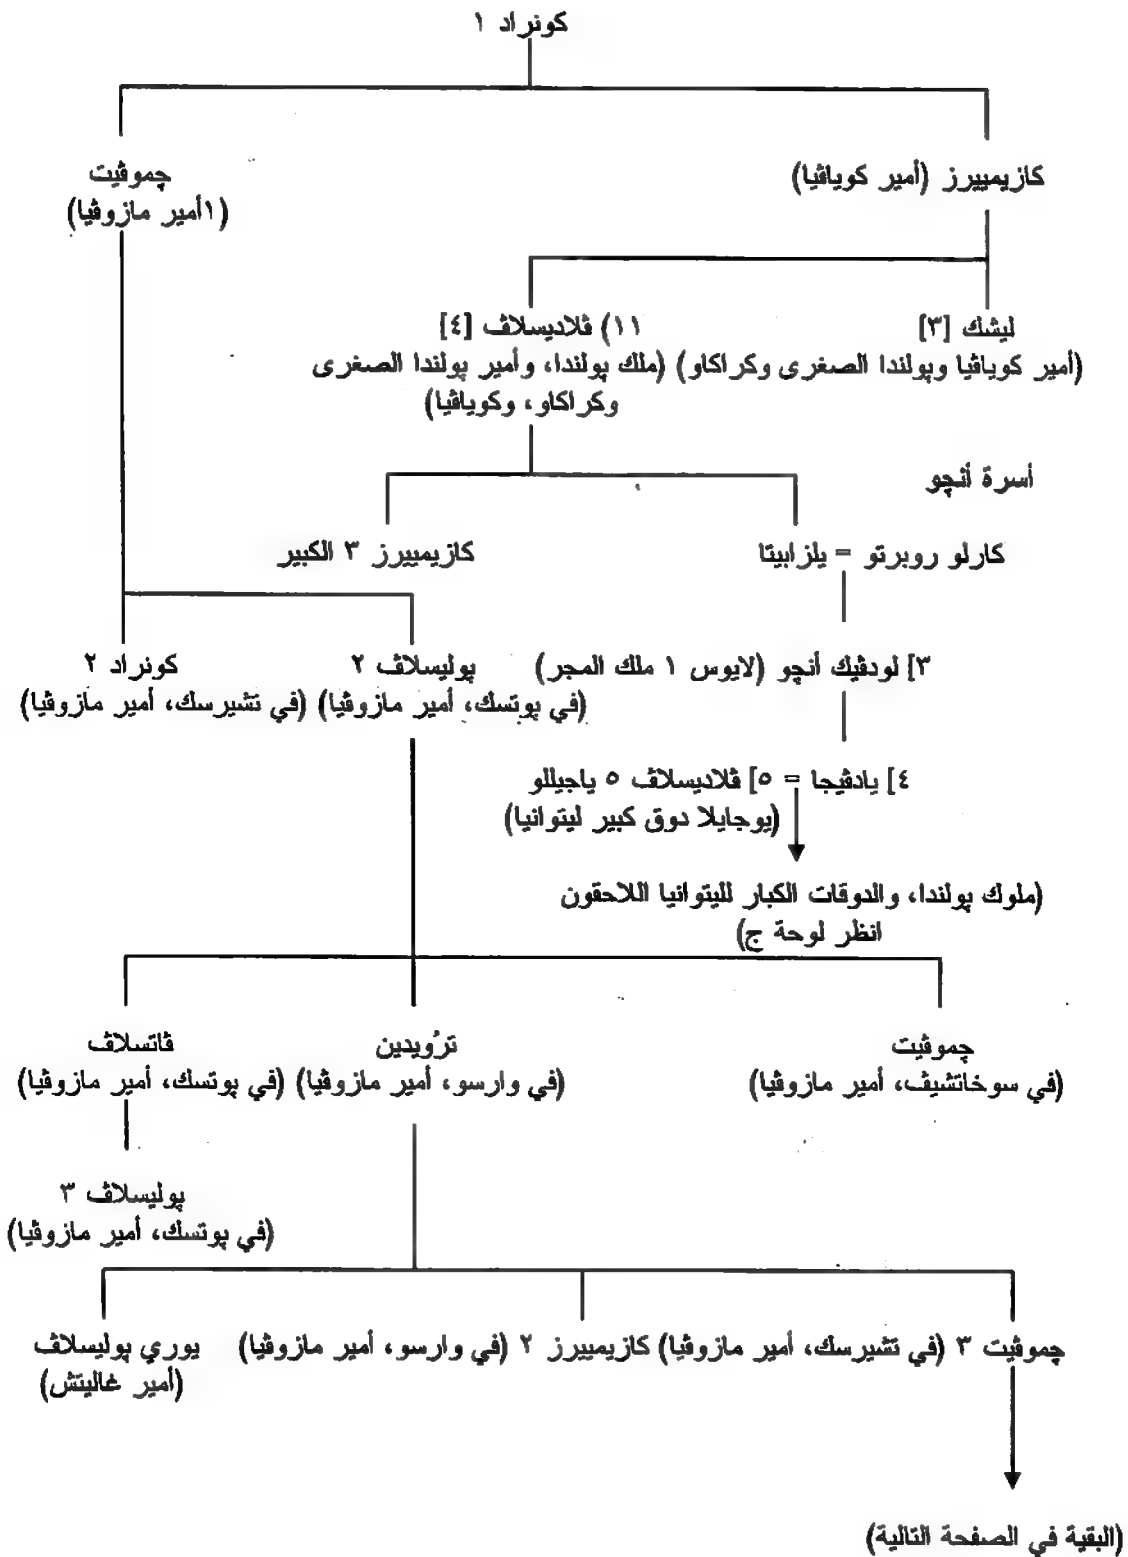 كونراد ١
كازيمييرز (أمير كوياڤيا)
چموڤيت
(١أمير مازوڤيا)
ليشك [٣]
١١) ڤلاديسلاڤ [٤]
(أمير كوياڤيا وپولندا الصغرى وكراكاو) (ملك پولندا، وأمير پولندا الصغرى
وكراكاو، وكوياڤيا)
أسرة أنچو
كارلو روبرتو = يلزابيتا
كازيمييرز ٣ الكبير
٣] لودڤيك أنچو (لايوس ١ ملك المجر)
پوليسلاڤ ٢
كونراد ٢
(في پوتسك، أمير مازوڤيا) (في تشيرسك، أمير مازوڤيا)
٤] يادڤيجا = ٥] ڤلاديسلاڤ ٥ ياجيللو
(يوجايلا دوق كبير ليتوانيا)
(ملوك پولندا، والدوقات الكبار لليتوانيا اللاحقون
انظر لوحة ج)
چموڤيت
ترُويدين
ڤاتسلاڤ
(في سوخاتشيڤ، أمير مازوڤيا)
(في وارسو، أمير مازوڤيا) (في پوتسك، أمير مازوڤيا)
پوليسلاڤ ٣
(في پوتسك، أمير مازوڤيا)
چموڤيت ٣ (في تشيرسك، أمير مازوڤيا) كازيمييرز ٢ (في وارسو، أمير مازوڤيا)
يوري پوليسلاڤ
(أمير غاليتش)
(البقية في الصفحة التالية)